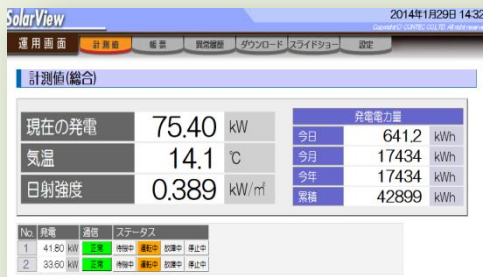 SolarView 2014年1月29日 14:32
Copyright© CONTEC CO.,LTD. All rights reserved
運用画面 計測値 帳票 異常履歴 ダウンロード スライドショー 設定
計測値(総合)
現在の発電 75.40 kW
気温 14.1 ℃
日射強度 0.389 kW/㎡
発電電力量
今日 641.2 kWh
今月 17434 kWh
今年 17434 kWh
累積 42899 kWh
No. 発電 通信 ステータス
1 41.80 kW 正常 待機中 運転中 故障中 停止中
2 33.60 kW 正常 待機中 運転中 故障中 停止中